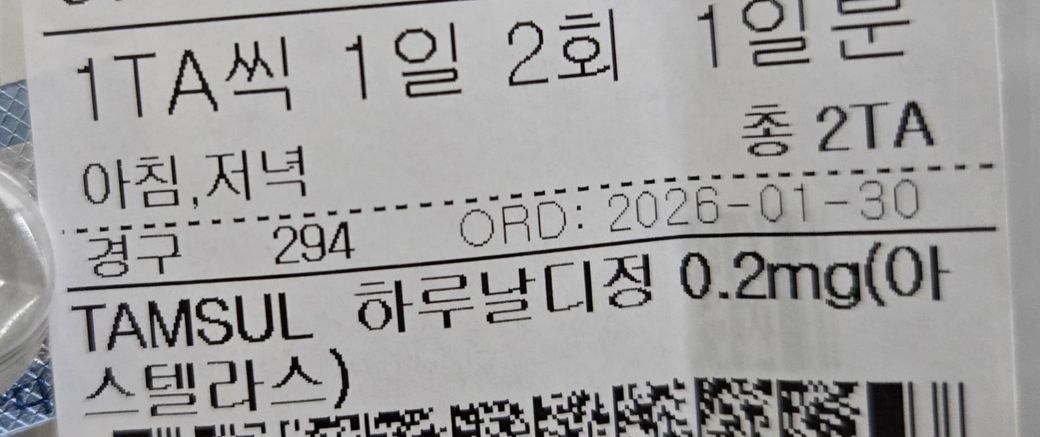 1TA씩 1일 2회 1일분
총 2TA
아침,저녁
경구 294 ORD: 2026-01-30
TAMSUL 하루날디정 0.2mg(아
스텔라스)